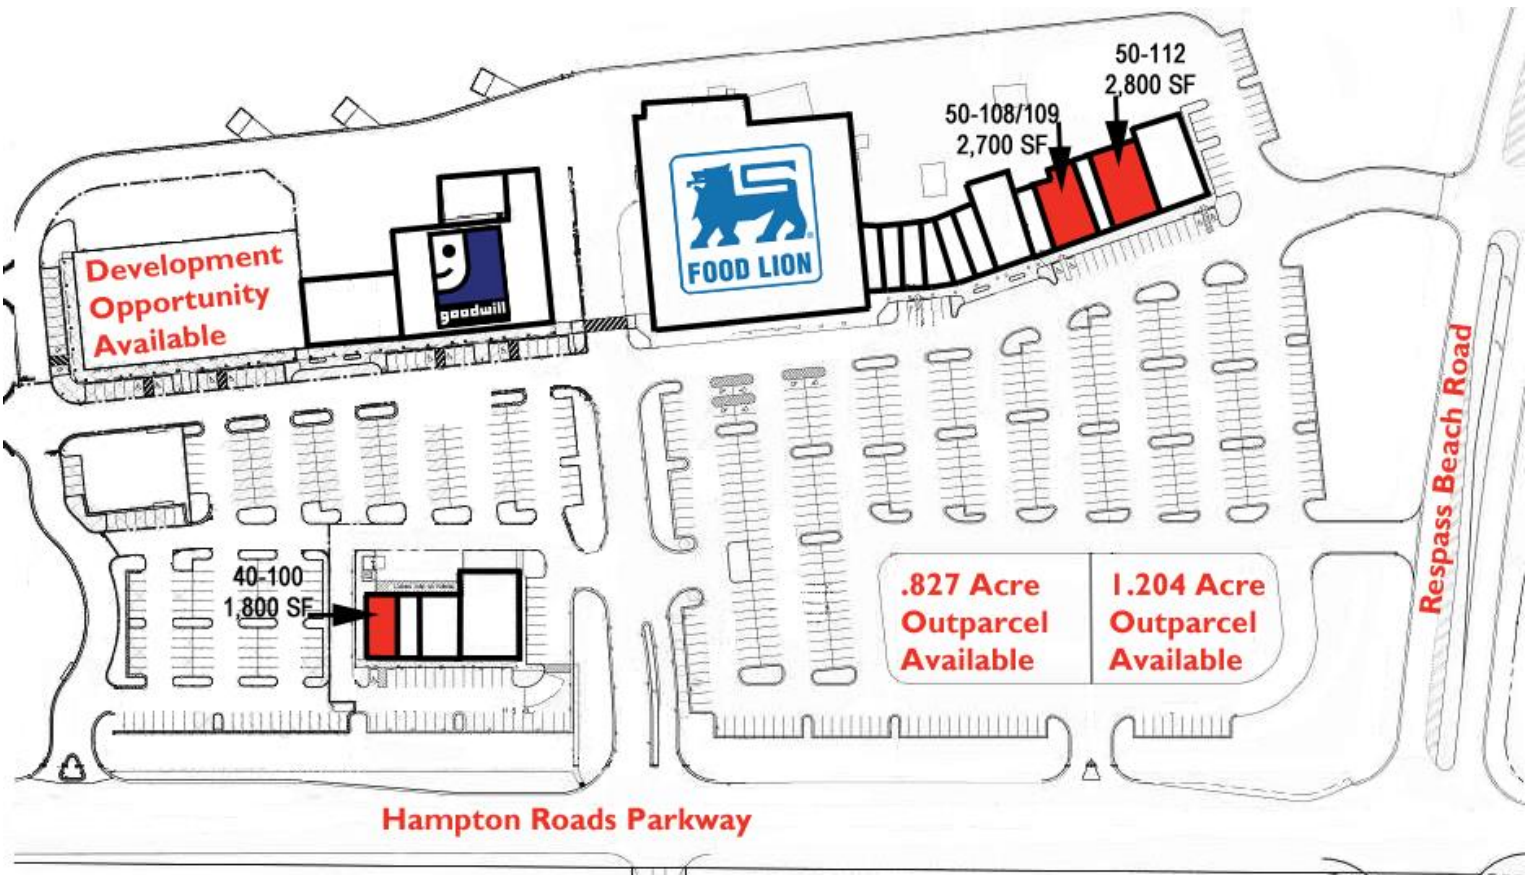 50-112
2,800 SF
50-108/109
2,700 SF
FOOD LION
goodwill
Development
Opportunity
Available
Respass Beach Road
40-100
1,800 SF
.827 Acre
Outparcel
Available
1.204 Acre
Outparcel
Available
Hampton Roads Parkway